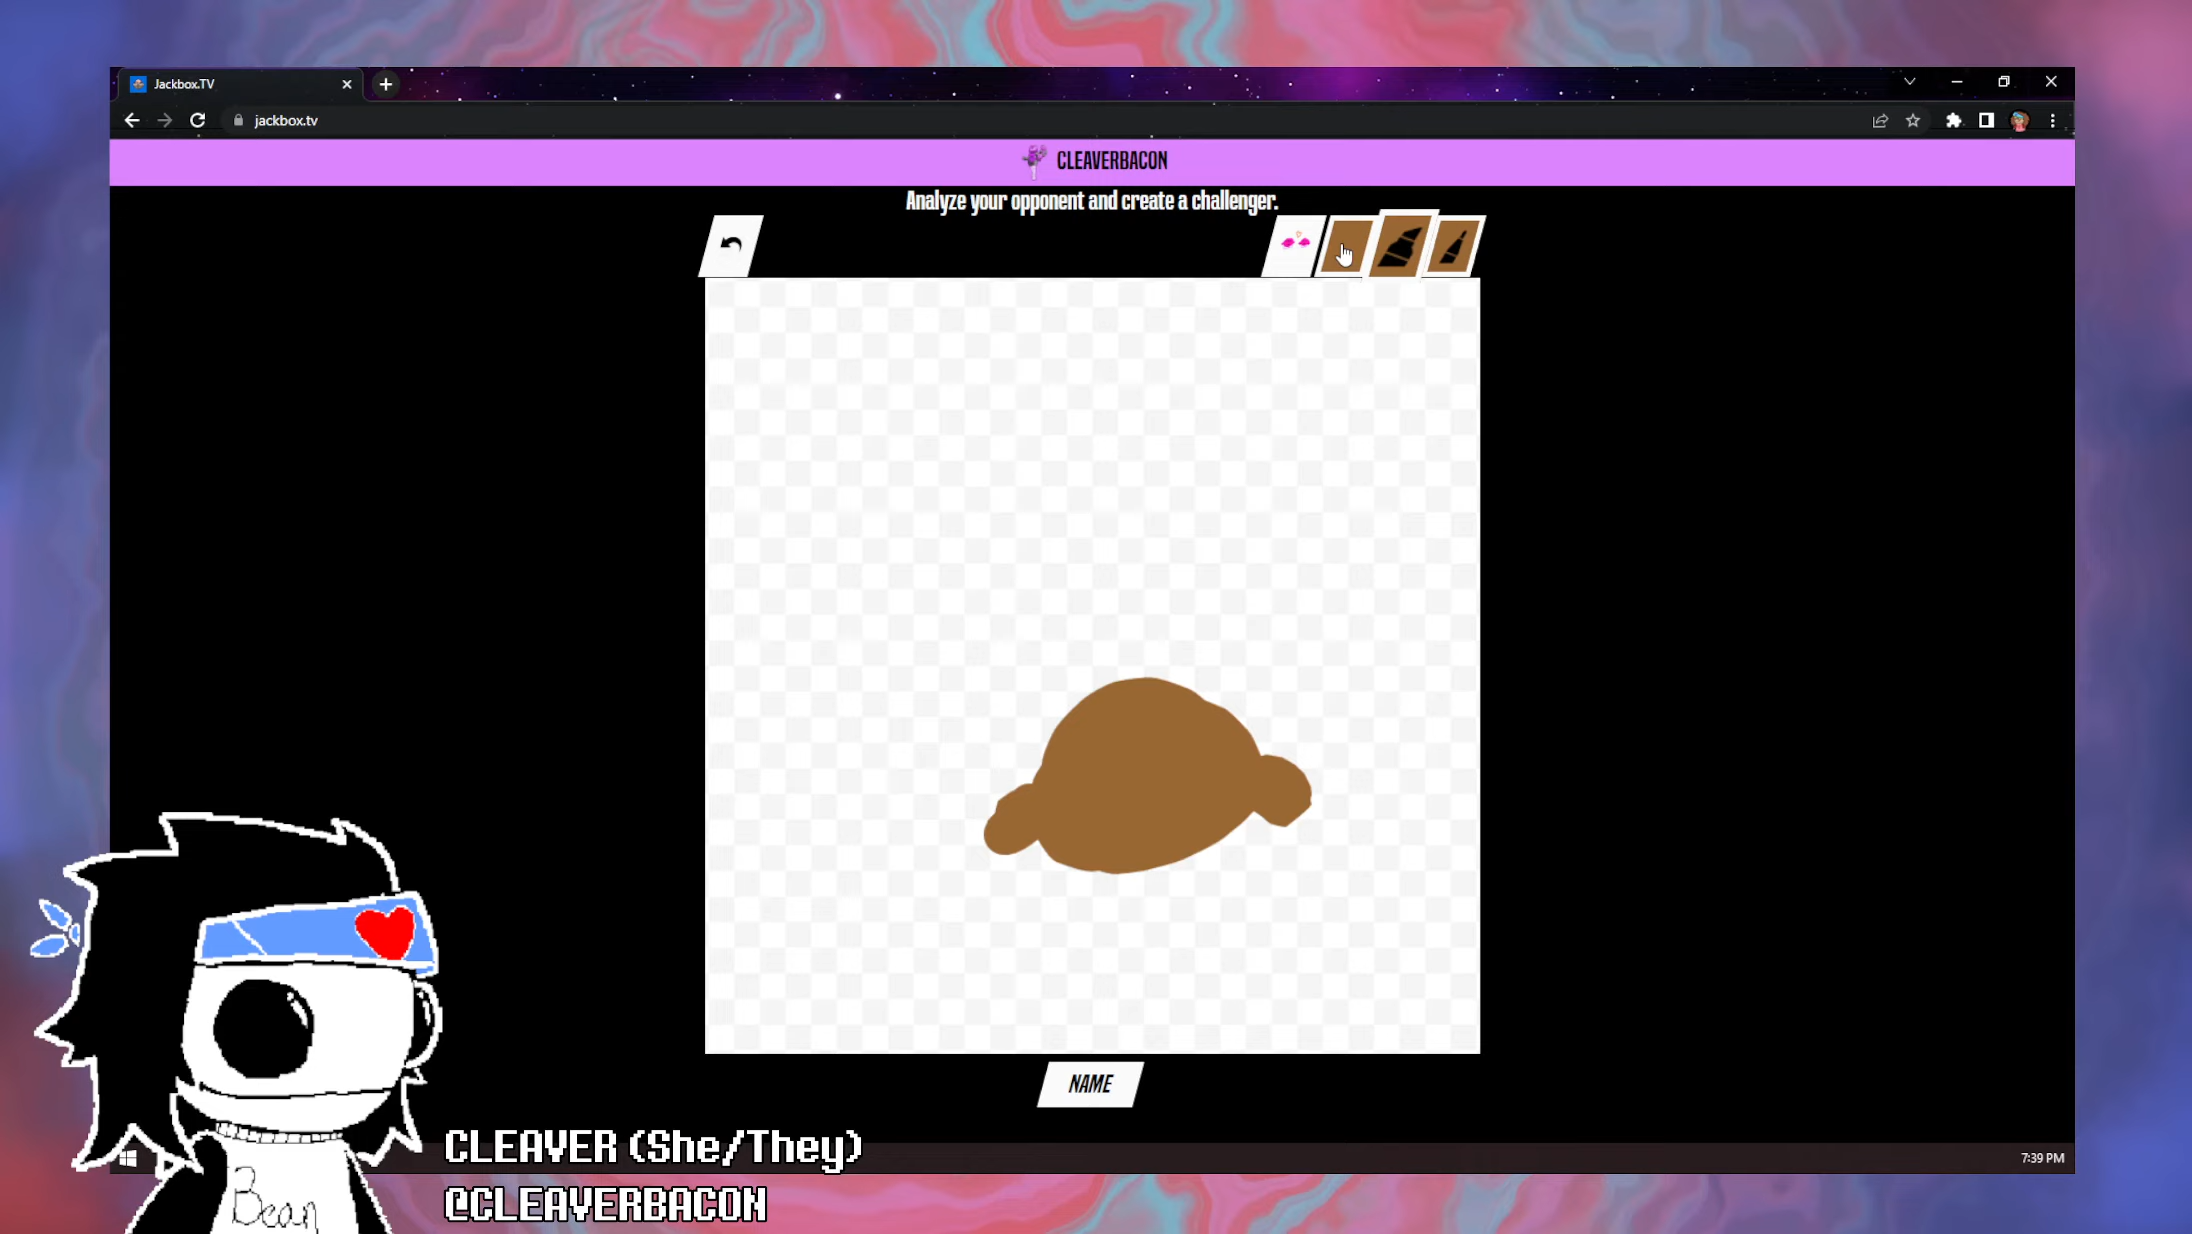 Jackbox.TV
jackbox.tv
CLEAVERBACON
Analyze your opponent and create a challenger.
NAME
Bean
CLEAVER (She/They)
@CLEAVERBACON
7:39 PM